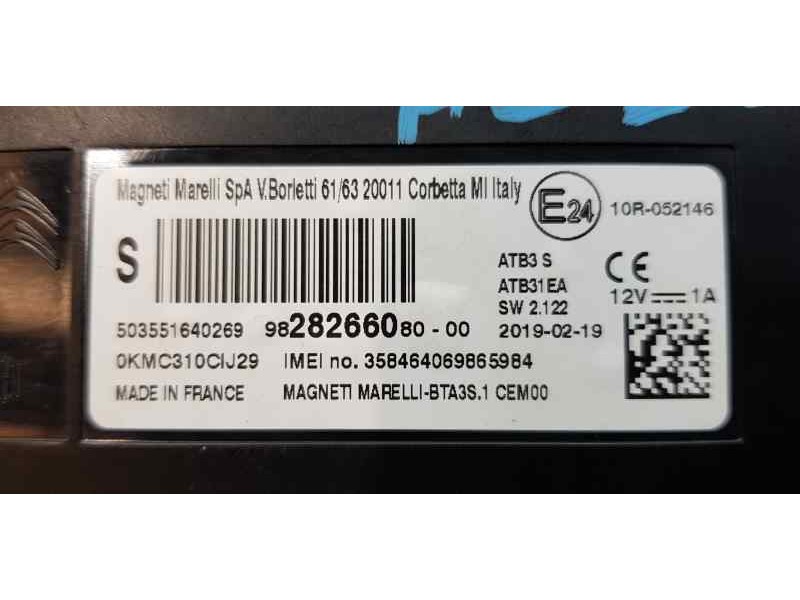 Magneti Marelli SpA V.Borletti 61/63 20011 Corbetta MI Italy
E24
10R-052146
S
ATB3 S
ATB31EA
SW 2.122
2019-02-19
CE
12V 1A
503551640269 9828266080-00
0KMC310CIJ29 IMEI no. 358464069865984
MADE IN FRANCE MAGNETI MARELLI-BTA3S.1 CEM00